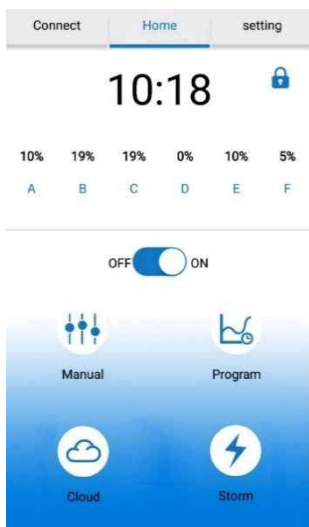 Connect Home setting
10:18
10% 19% 19% 0% 10% 5%
A B C D E F
OFF ON
Manual Program
Cloud Storm